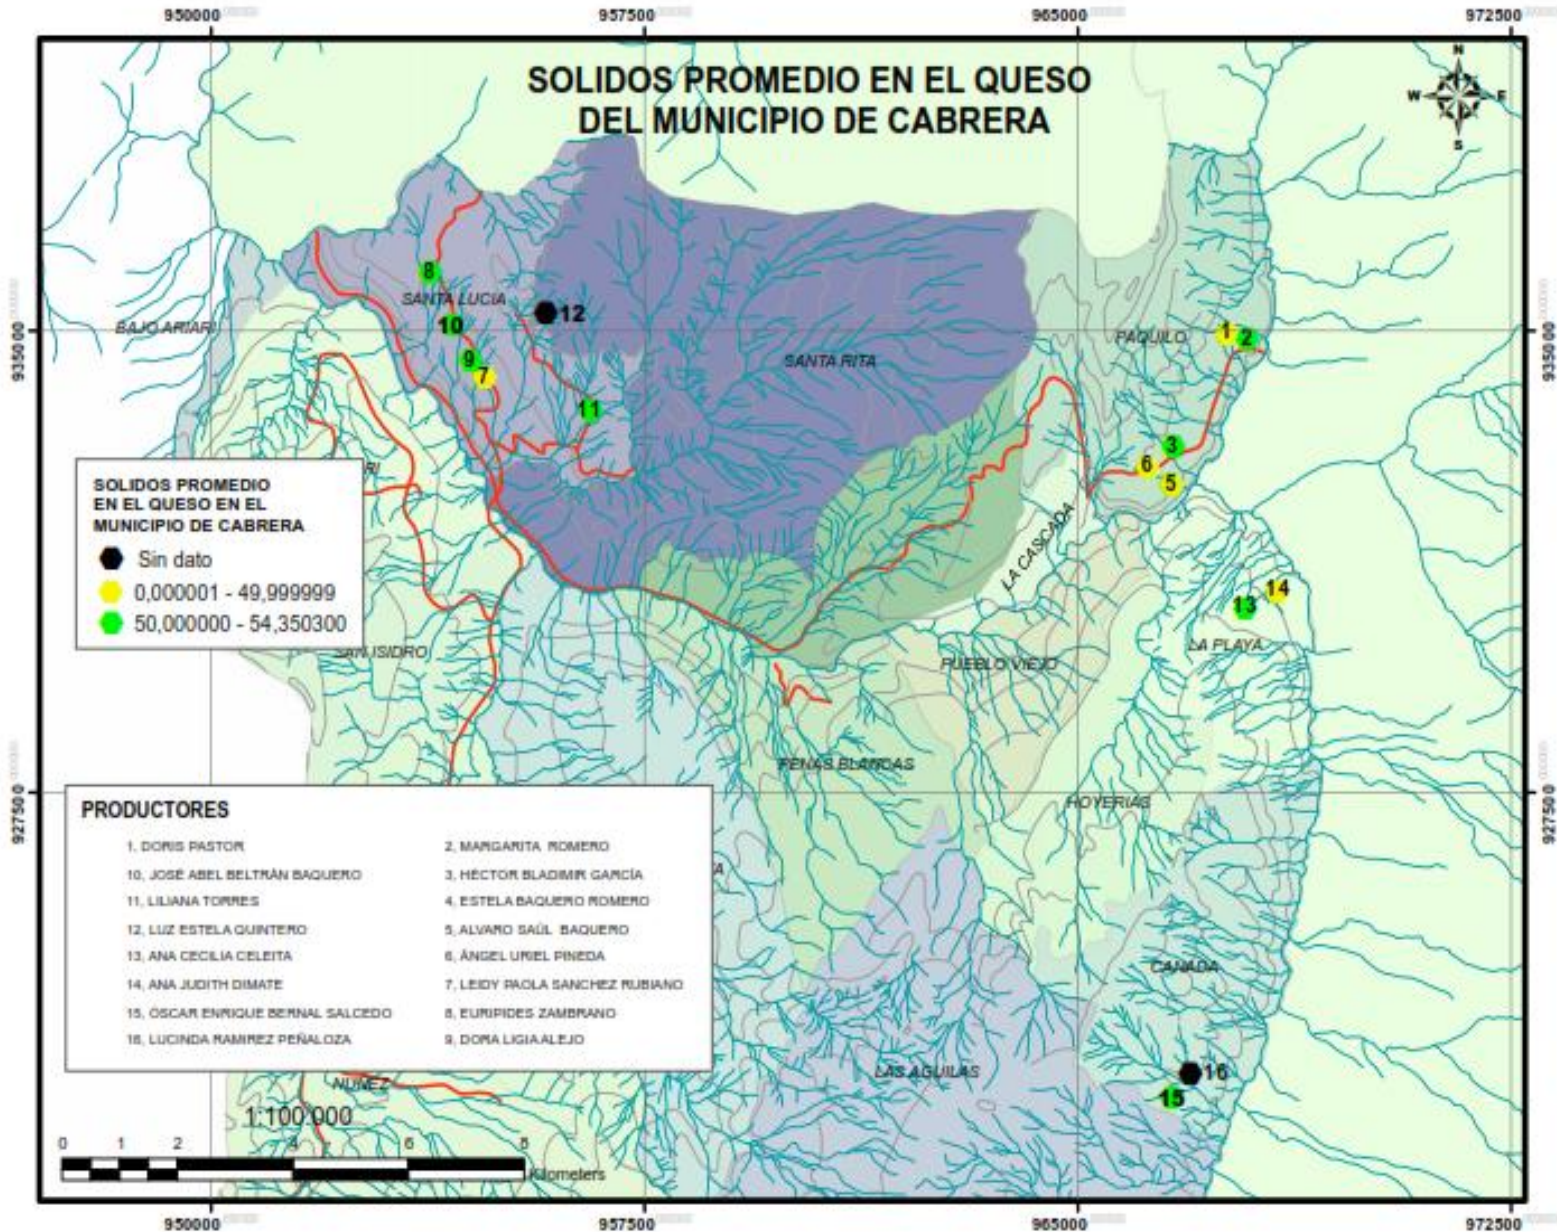 950000
957500
965000
972500
SOLIDOS PROMEDIO EN EL QUESO
DEL MUNICIPIO DE CABRERA
N
W
E
S
8
SANTA LUCIA
12
10
BAJO ARIARI
935000
9
7
11
SANTA RITA
PAQUILO
1
2
935000
3
6
5
SOLIDOS PROMEDIO
EN EL QUESO EN EL
MUNICIPIO DE CABRERA
Sin dato
0,000001 - 49,999999
50,000000 - 54,350300
RI
LA CASCADA
14
13
LA PLAYA
SAN ISIDRO
PUEBLO VIEJO
PENAS BLANCAS
927500
927500
HOYERIAS
PRODUCTORES
1, DORIS PASTOR
2, MARGARITA ROMERO
10, JOSÉ ABEL BELTRÁN BAQUERO
3, HÉCTOR BLADIMIR GARCÍA
11, LILIANA TORRES
4, ESTELA BAQUERO ROMERO
12, LUZ ESTELA QUINTERO
5, ALVARO SAÚL BAQUERO
13, ANA CECILIA CELEITA
6, ÁNGEL URIEL PINEDA
14, ANA JUDITH DIMATE
7, LEIDY PAOLA SANCHEZ RUBIANO
15, ÓSCAR ENRIQUE BERNAL SALCEDO
8, EURIPIDES ZAMBRANO
16, LUCINDA RAMIREZ PEÑALOZA
9, DORA LIGIA ALEJO
TA
CANADA
LAS AGUILAS
16
15
NUÑEZ
1:100.000
0 1 2 4 6 8
Kilometers
950000
957500
965000
972500